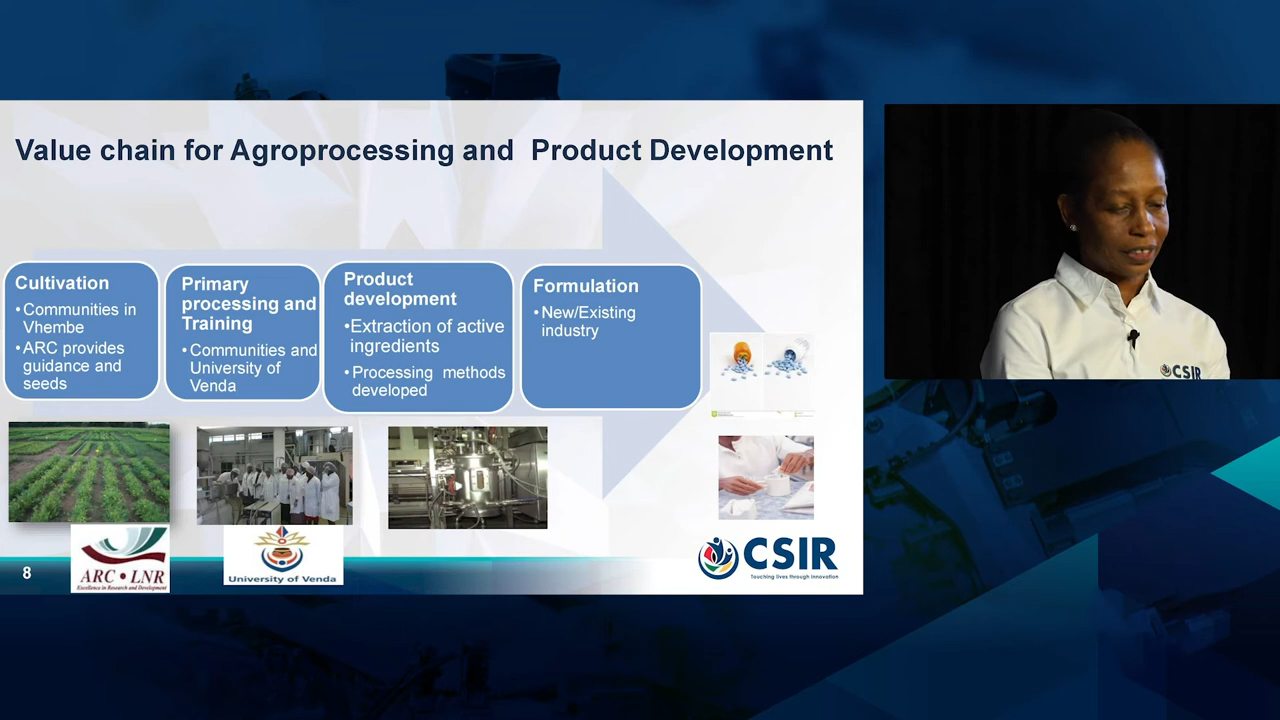 Value chain for Agroprocessing and Product Development
Cultivation
•Communities in
Vhembe
•ARC provides
guidance and
seeds
Primary
processing and
Training
•Communities and
University of
Venda
Product
development
•Extraction of active
ingredients
•Processing methods
developed
Formulation
•New/Existing
industry
8
ARC•LNR
Excellence in Research and Development
University of Venda
CSIR
Touching lives through innovation
CSIR